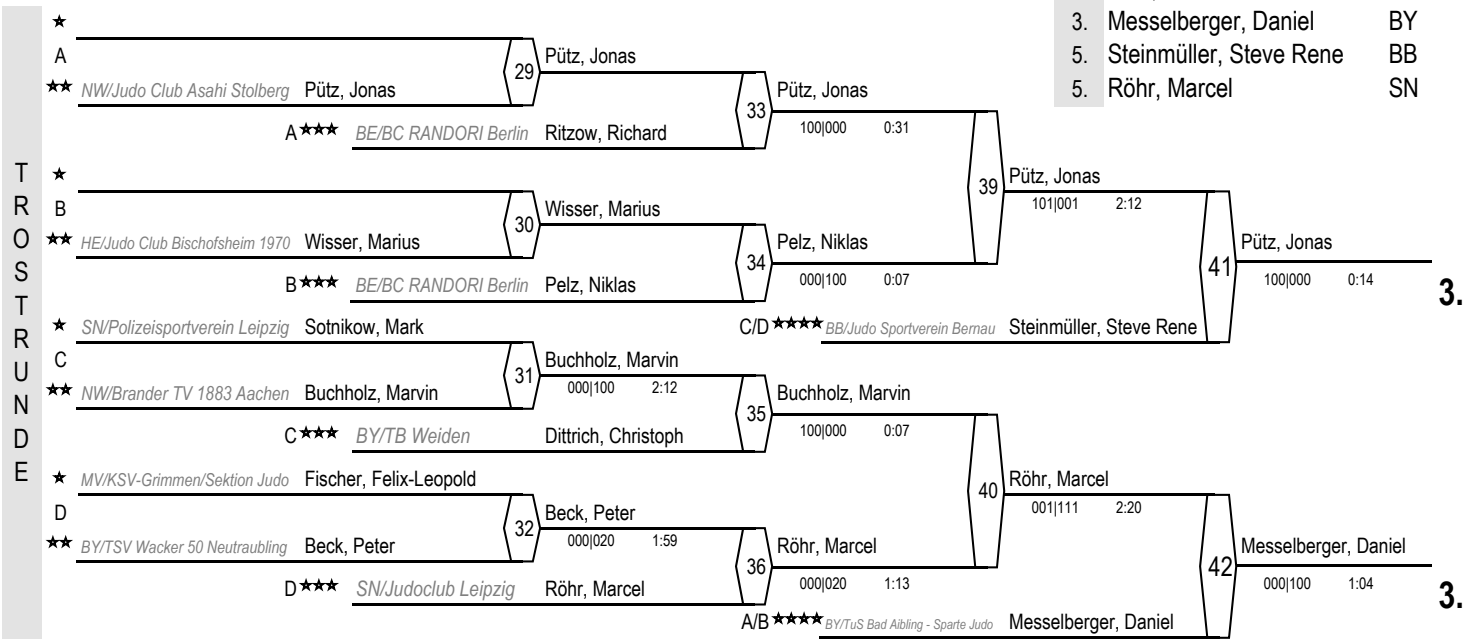 3. Messelberger, Daniel BY
5. Steinmüller, Steve Rene BB
5. Röhr, Marcel SN
TROSTRUNDE
★
A
★★ NW/Judo Club Asahi Stolberg Pütz, Jonas
29 Pütz, Jonas
A★★★ BE/BC RANDORI Berlin Ritzow, Richard
33 Pütz, Jonas
100|000 0:31
★
B
★★ HE/Judo Club Bischofsheim 1970 Wisser, Marius
30 Wisser, Marius
B★★★ BE/BC RANDORI Berlin Pelz, Niklas
34 Pelz, Niklas
000|100 0:07
39 Pütz, Jonas
101|001 2:12
C/D★★★★ BB/Judo Sportverein Bernau Steinmüller, Steve Rene
41 Pütz, Jonas
100|000 0:14
3.
★ SN/Polizeisportverein Leipzig Sotnikow, Mark
C
★★ NW/Brander TV 1883 Aachen Buchholz, Marvin
31 Buchholz, Marvin
000|100 2:12
C★★★ BY/TB Weiden Dittrich, Christoph
35 Buchholz, Marvin
100|000 0:07
★ MV/KSV-Grimmen/Sektion Judo Fischer, Felix-Leopold
D
★★ BY/TSV Wacker 50 Neutraubling Beck, Peter
32 Beck, Peter
000|020 1:59
D★★★ SN/Judoclub Leipzig Röhr, Marcel
36 Röhr, Marcel
000|020 1:13
40 Röhr, Marcel
001|111 2:20
A/B★★★★ BY/TuS Bad Aibling - Sparte Judo Messelberger, Daniel
42 Messelberger, Daniel
000|100 1:04
3.